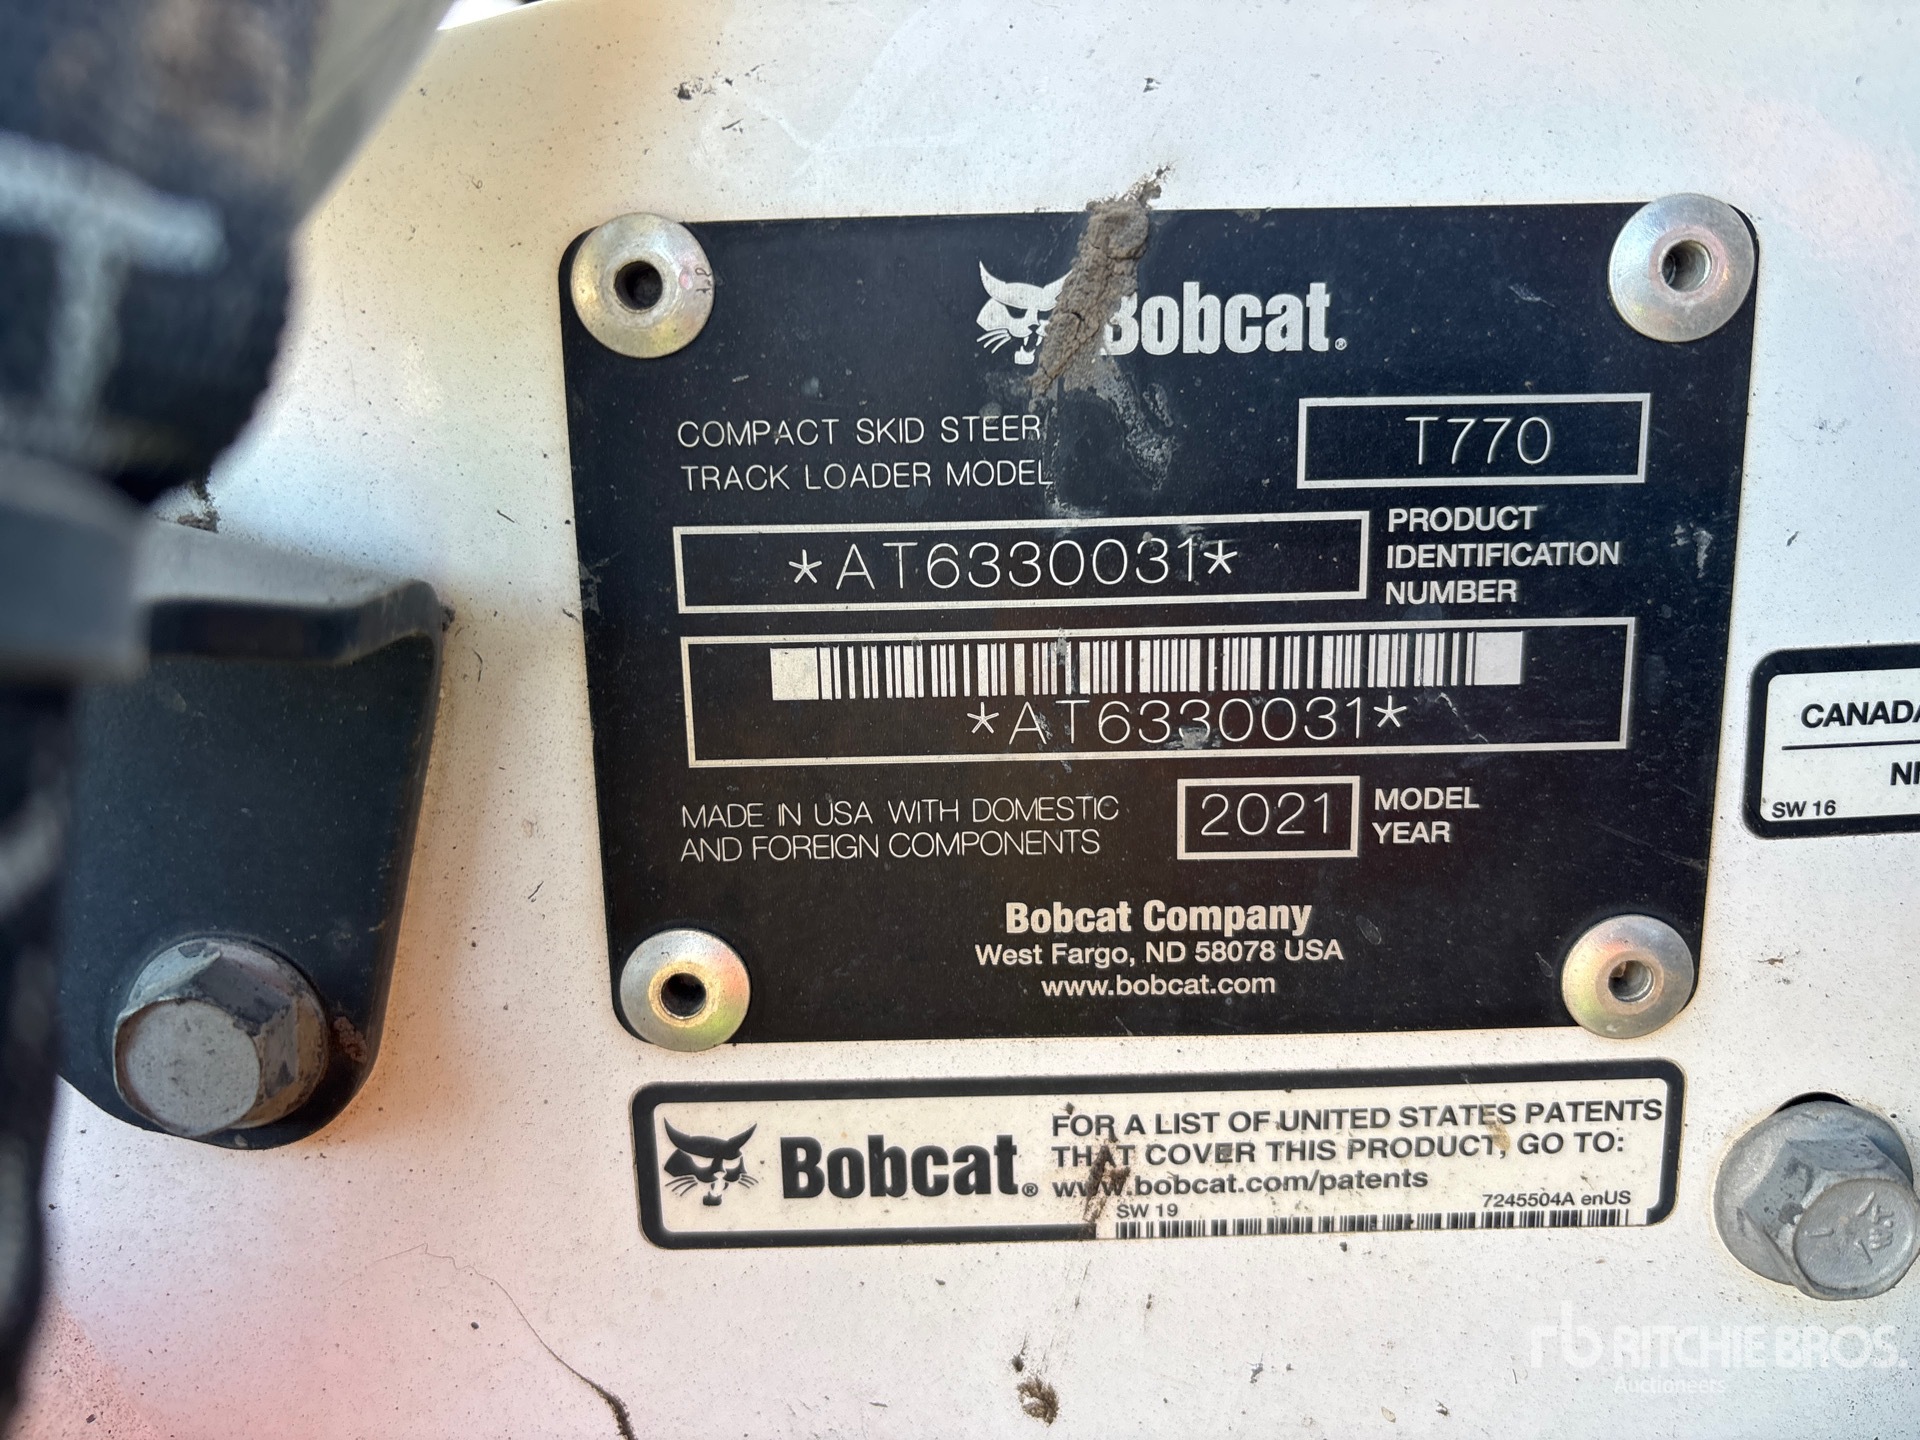 Bobcat®
COMPACT SKID STEER
TRACK LOADER MODEL
T770
*AT6330031*
PRODUCT
IDENTIFICATION
NUMBER
*AT6330031*
MADE IN USA WITH DOMESTIC
AND FOREIGN COMPONENTS
2021
MODEL
YEAR
Bobcat Company
West Fargo, ND 58078 USA
www.bobcat.com
CANADA
SW 16
Bobcat®
FOR A LIST OF UNITED STATES PATENTS
THAT COVER THIS PRODUCT, GO TO:
www.bobcat.com/patents
SW 19
7245504A enUS
rb RITCHIE BROS.
Auctioneers